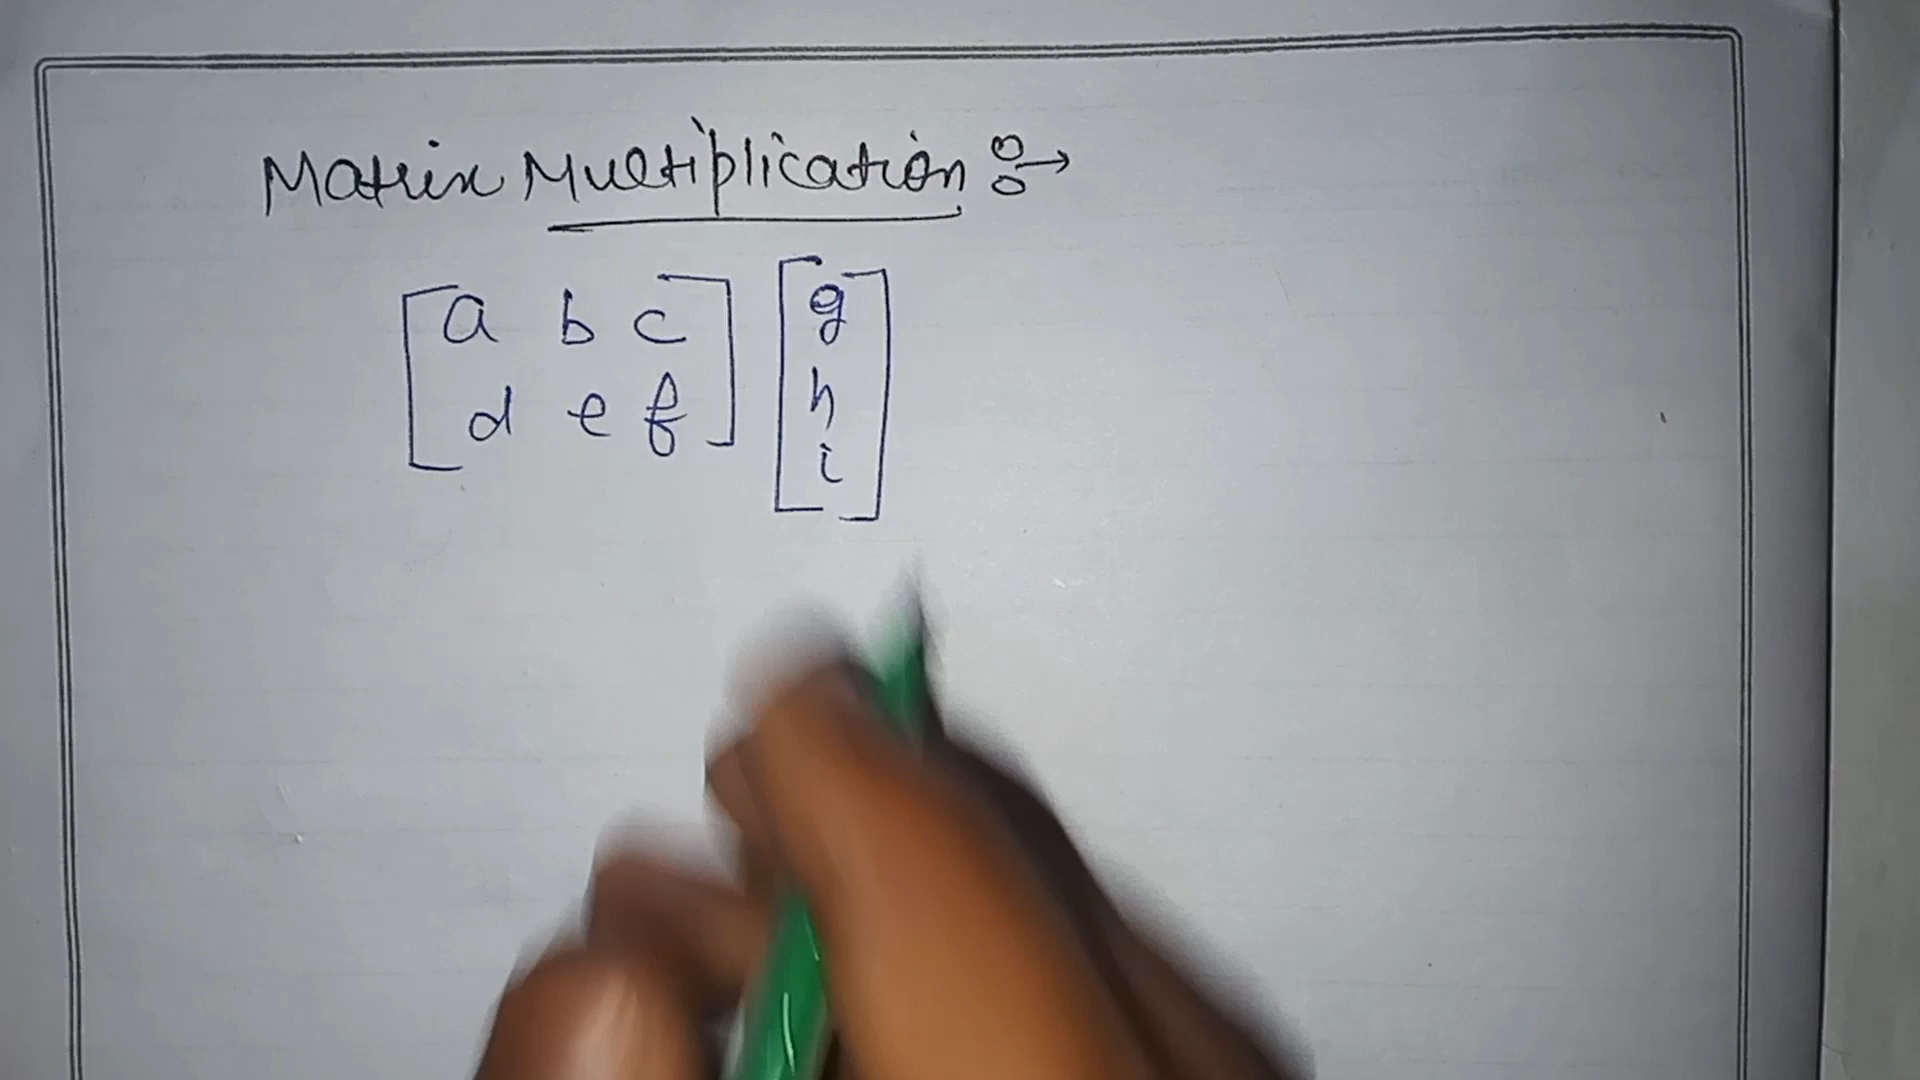 Matrix Multiplication :→
[a b c] [g]
[d e f] [h]
[i]